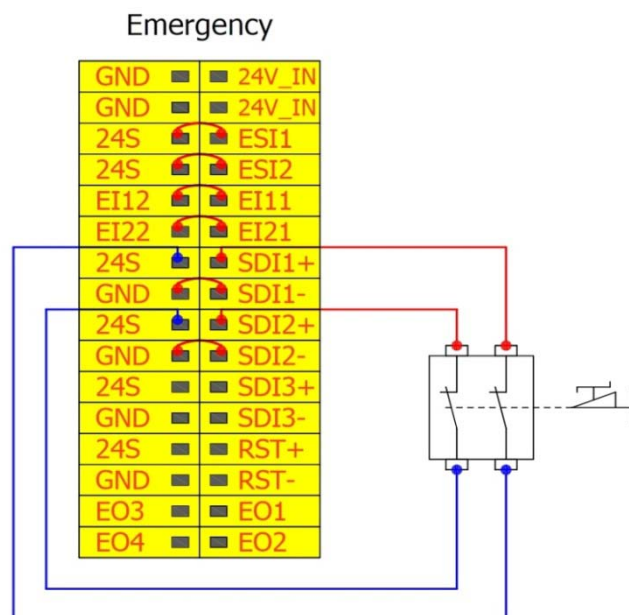 Emergency
GND 24V_IN
GND 24V_IN
24S ESI1
24S ESI2
EI12 EI11
EI22 EI21
24S SDI1+
GND SDI1-
24S SDI2+
GND SDI2-
24S SDI3+
GND SDI3-
24S RST+
GND RST-
EO3 EO1
EO4 EO2